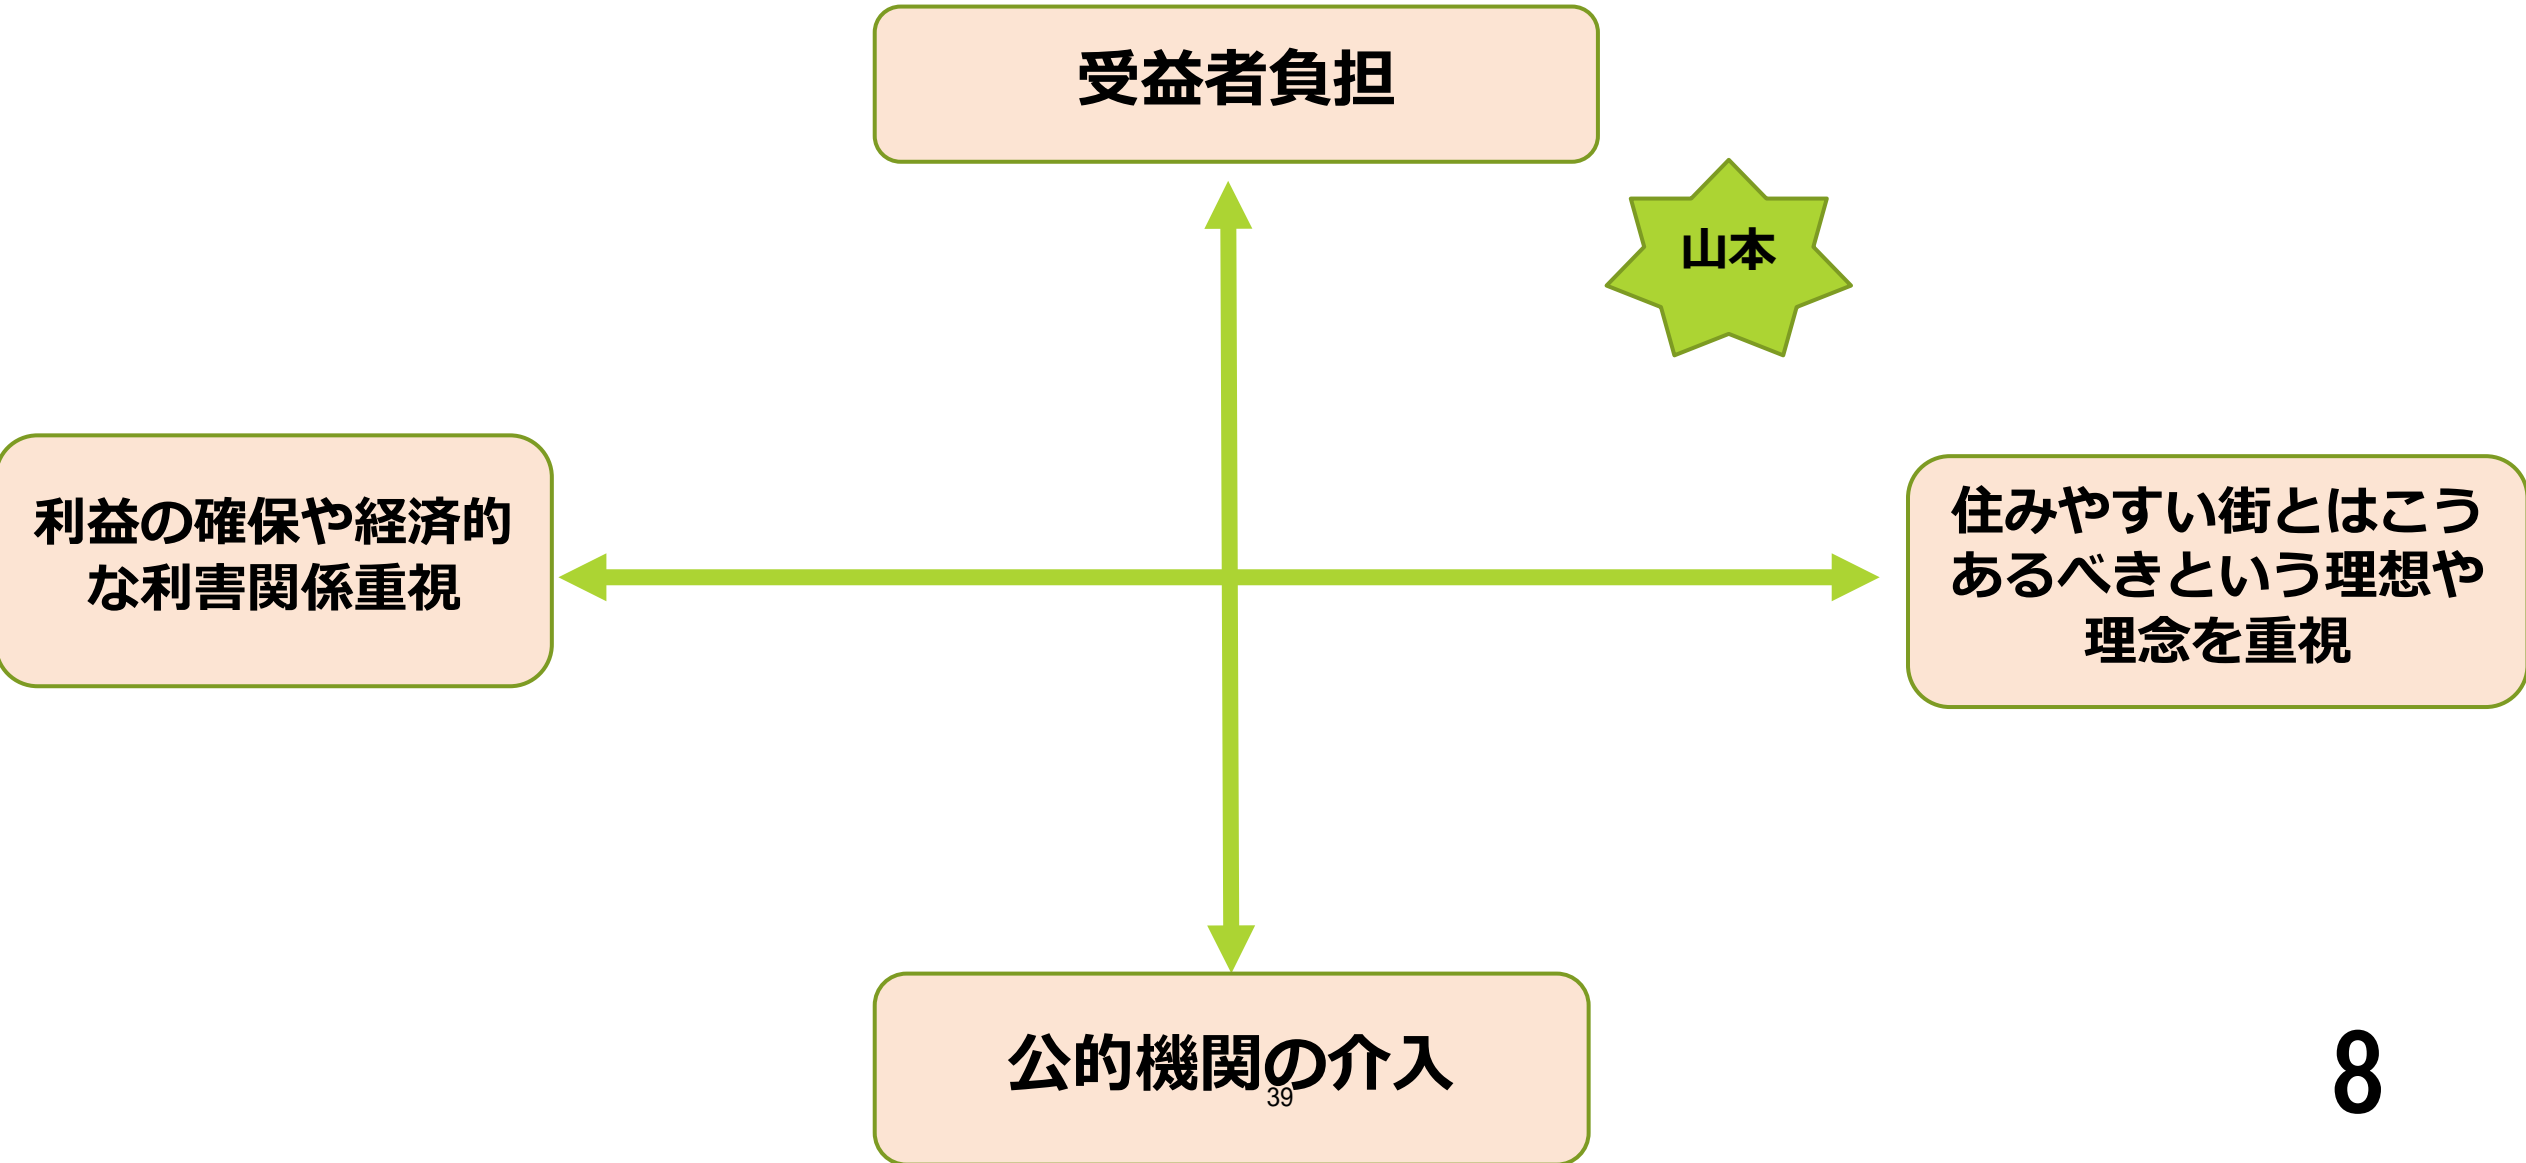 受益者負担
山本
利益の確保や経済的
な利害関係重視
住みやすい街とはこう
あるべきという理想や
理念を重視
公的機関の介入
39
8